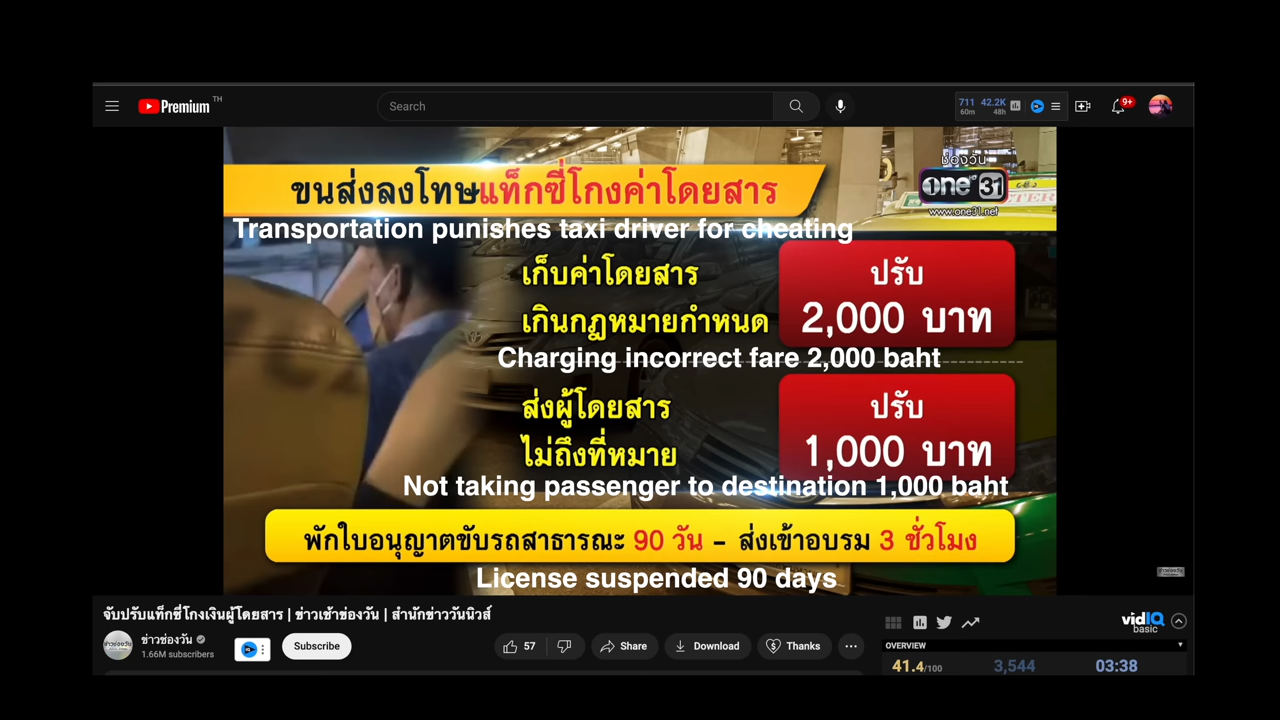 Premium TH
Search
711 42.2K
60m 48h
9+
ช่องวัน
one HD 31
www.one31.net
ขนส่งลงโทษแท็กซี่โกงค่าโดยสาร
Transportation punishes taxi driver for cheating
เก็บค่าโดยสาร
เกินกฎหมายกำหนด
ปรับ
2,000 บาท
Charging incorrect fare 2,000 baht
ส่งผู้โดยสาร
ไม่ถึงที่หมาย
ปรับ
1,000 บาท
Not taking passenger to destination 1,000 baht
พักใบอนุญาตขับรถสาธารณะ 90 วัน - ส่งเข้าอบรม 3 ชั่วโมง
License suspended 90 days
จับปรับแท็กซี่โกงเงินผู้โดยสาร | ข่าวเช้าช่องวัน | สำนักข่าววันนิวส์
ข่าวช่องวัน
1.66M subscribers
Subscribe
57
Share
Download
Thanks
vidIQ
basic
OVERVIEW
41.4/100 3,544 03:38